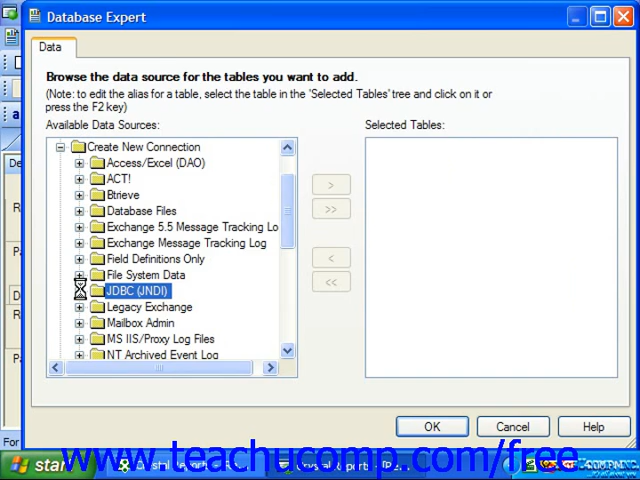 Database Expert
Data
Browse the data source for the tables you want to add.
(Note: to edit the alias for a table, select the table in the 'Selected Tables' tree and click on it or
press the F2 key)
Available Data Sources:
Selected Tables:
Create New Connection
Access/Excel (DAO)
ACT!
Btrieve
Database Files
Exchange 5.5 Message Tracking Lo
Exchange Message Tracking Log
Field Definitions Only
File System Data
JDBC (JNDI)
Legacy Exchange
Mailbox Admin
MS IIS/Proxy Log Files
NT Archived Event Log
>
>>
<
<<
OK
Cancel
Help
For
start
www.teachucomp.com/free